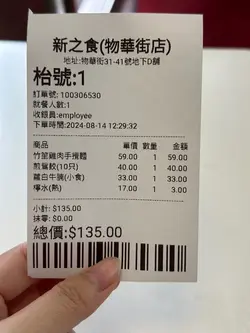 新之食(物華街店)
地址:物華街31-41號地下D舖
枱號:1
訂單號: 100306530
就餐人數:1
收銀員:employee
下單時間:2024-08-14 12:29:32
商品 單價 數量 金額
竹笙雞肉手撈麵 59.00 1 59.00
煎鴛餃(10只) 40.00 1 40.00
蘿白牛腩(小食) 33.00 1 33.00
檸水(熱) 17.00 1 3.00
小計: $135.00
抹零: $0.00
總價:$135.00